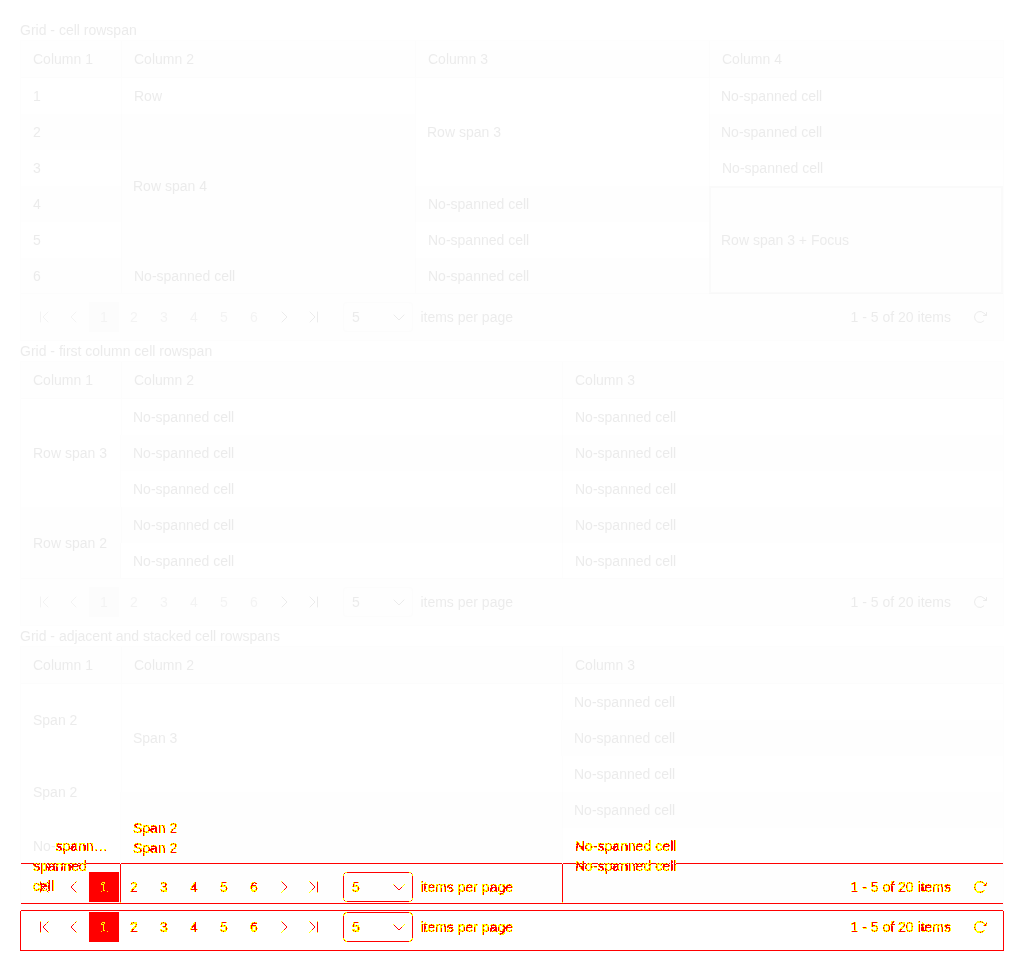 Grid - cell rowspan
Column 1 Column 2 Column 3 Column 4
1 Row No-spanned cell
2 Row span 3 No-spanned cell
3 No-spanned cell
Row span 4
4 No-spanned cell
5 No-spanned cell Row span 3 + Focus
6 No-spanned cell No-spanned cell
1 2 3 4 5 6 5 items per page 1 - 5 of 20 items
Grid - first column cell rowspan
Column 1 Column 2 Column 3
No-spanned cell No-spanned cell
Row span 3 No-spanned cell No-spanned cell
No-spanned cell No-spanned cell
No-spanned cell No-spanned cell
Row span 2
No-spanned cell No-spanned cell
1 2 3 4 5 6 5 items per page 1 - 5 of 20 items
Grid - adjacent and stacked cell rowspans
Column 1 Column 2 Column 3
No-spanned cell
Span 2
Span 3 No-spanned cell
No-spanned cell
Span 2
No-spanned cell
Span 2
No- spann... Span 2 No-spanned cell
spanned No-spanned cell
cell 1 2 3 4 5 6 5 items per page 1 - 5 of 20 items
1 2 3 4 5 6 5 items per page 1 - 5 of 20 items